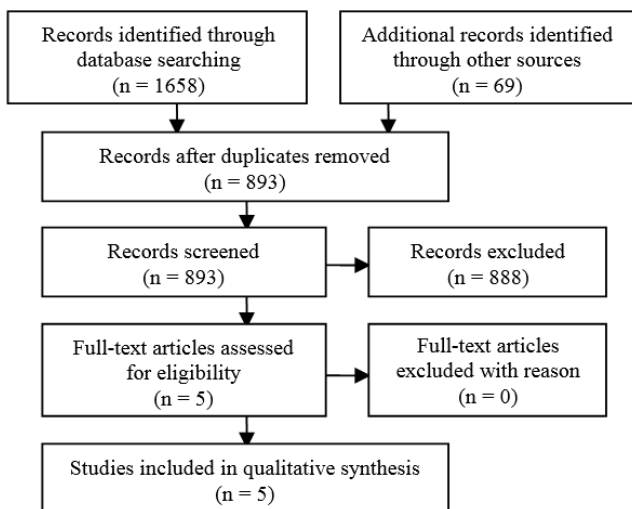 Records identified through
database searching
(n = 1658)
Additional records identified
through other sources
(n = 69)
Records after duplicates removed
(n = 893)
Records screened
(n = 893)
Records excluded
(n = 888)
Full-text articles assessed
for eligibility
(n = 5)
Full-text articles
excluded with reason
(n = 0)
Studies included in qualitative synthesis
(n = 5)